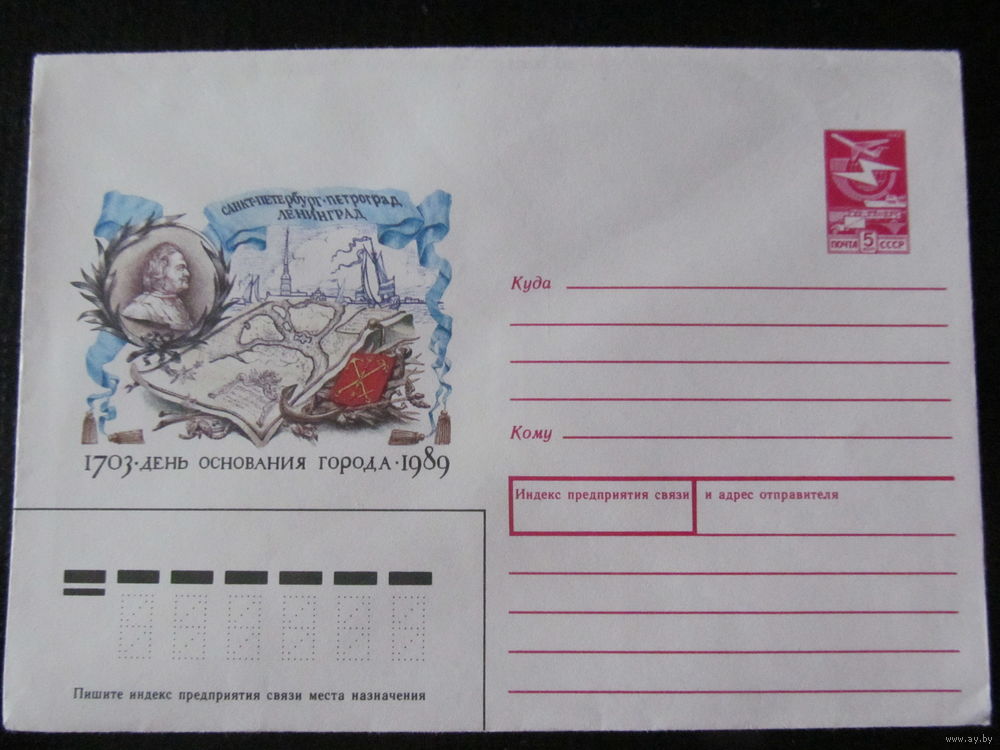 САНКТ-ПЕТЕРБУРГ·ПЕТРОГРАД
ЛЕНИНГРАД
1703·ДЕНЬ ОСНОВАНИЯ ГОРОДА·1989
ПОЧТА 5 СССР
Куда
Кому
Индекс предприятия связи и адрес отправителя
Пишите индекс предприятия связи места назначения
www.ay.by